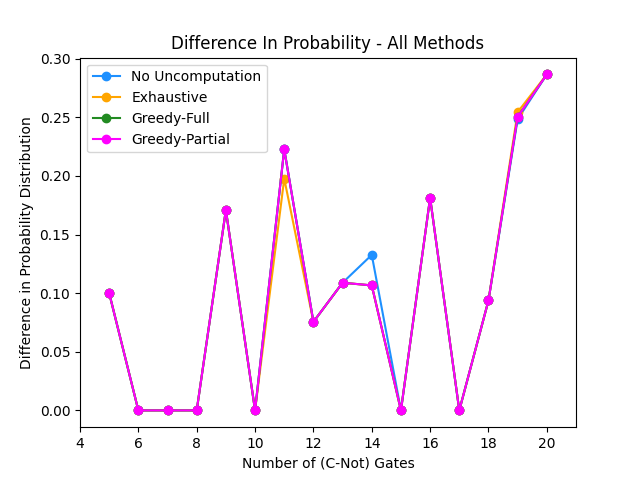 Difference In Probability - All Methods
No Uncomputation
Exhaustive
Greedy-Full
Greedy-Partial
Difference in Probability Distribution
0.30
0.25
0.20
0.15
0.10
0.05
0.00
4 6 8 10 12 14 16 18 20
Number of (C-Not) Gates